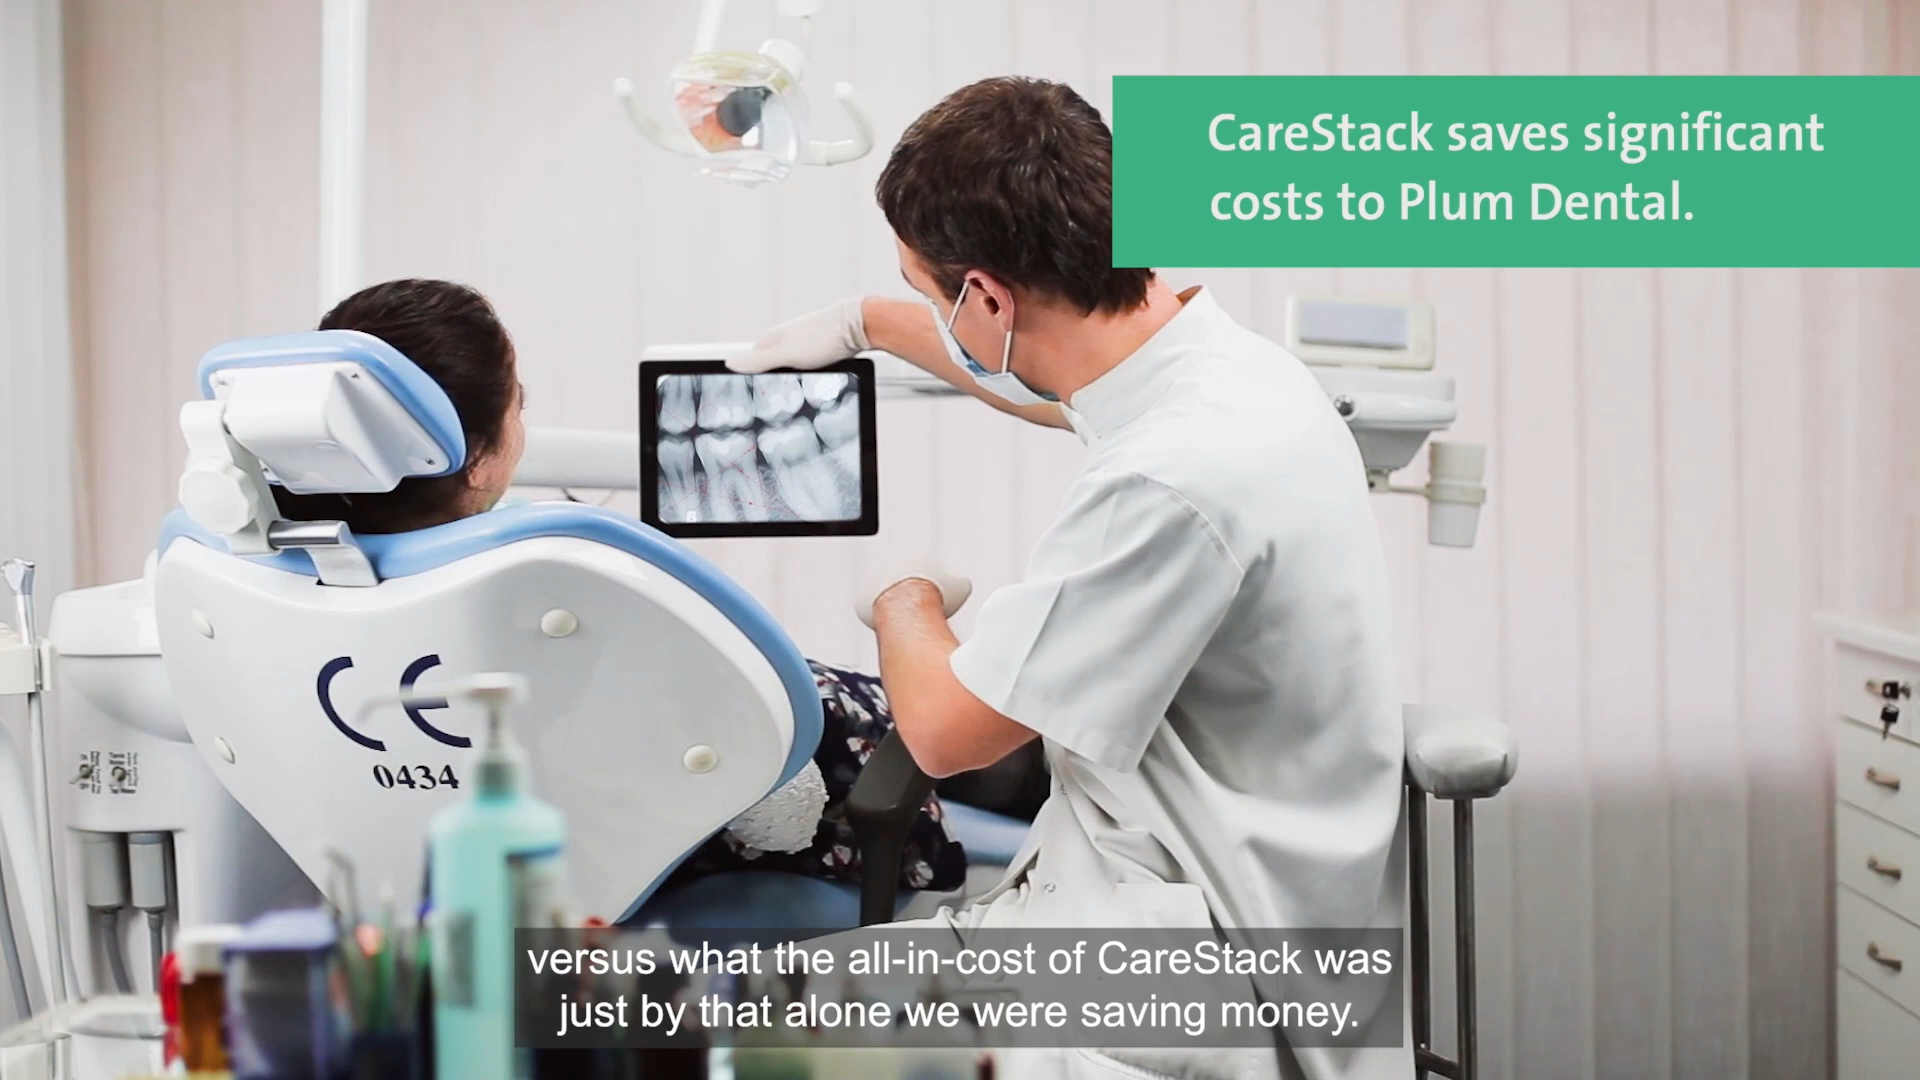 CareStack saves significant
costs to Plum Dental.
CE
0434
versus what the all-in-cost of CareStack was
just by that alone we were saving money.